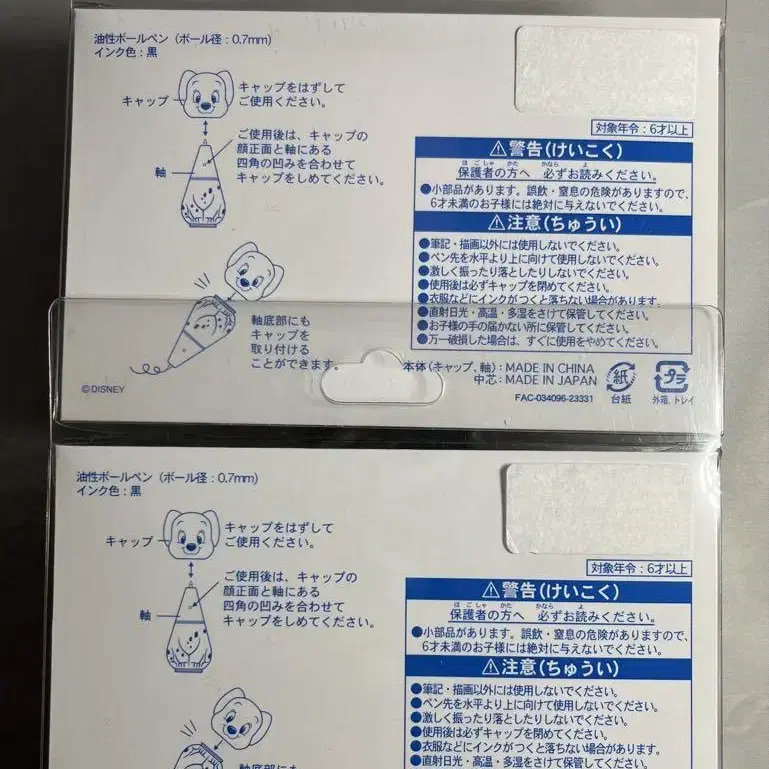 油性ボールペン（ボール径：0.7mm）
インク色：黒
キャップ
キャップをはずして
ご使用ください。
ご使用後は、キャップの
顔正面と軸にある
四角の凹みを合わせて
キャップをしめてください。
軸
軸底部にも
キャップを
取り付ける
ことができます。
©DISNEY
対象年令：6才以上
⚠警告(けいこく)
ほごしゃ かた かなら よ
保護者の方へ 必ずお読みください。
●小部品があります。誤飲・窒息の危険がありますので、
6才未満のお子様には絶対に与えないでください。
⚠注意(ちゅうい)
●筆記・描画以外には使用しないでください。
●ペン先を水平より上に向けて使用しないでください。
●激しく振ったり落としたりしないでください。
●使用後は必ずキャップを閉めてください。
●衣服などにインクがつくと落ちない場合があります。
●直射日光・高温・多湿をさけて保管してください。
●お子様の手の届かない所に保管してください。
●万一破損した場合は、すぐに使用をやめてください。
本体(キャップ、軸)：MADE IN CHINA
中芯：MADE IN JAPAN
FAC-034096-23331
紙
台紙
プラ
外箱、トレイ
油性ボールペン（ボール径：0.7mm）
インク色：黒
キャップ
キャップをはずして
ご使用ください。
ご使用後は、キャップの
顔正面と軸にある
四角の凹みを合わせて
キャップをしめてください。
軸
軸底部にも
対象年令：6才以上
⚠警告(けいこく)
ほごしゃ かた かなら よ
保護者の方へ 必ずお読みください。
●小部品があります。誤飲・窒息の危険がありますので、
6才未満のお子様には絶対に与えないでください。
⚠注意(ちゅうい)
●筆記・描画以外には使用しないでください。
●ペン先を水平より上に向けて使用しないでください。
●激しく振ったり落としたりしないでください。
●使用後は必ずキャップを閉めてください。
●衣服などにインクがつくと落ちない場合があります。
●直射日光・高温・多湿をさけて保管してください。